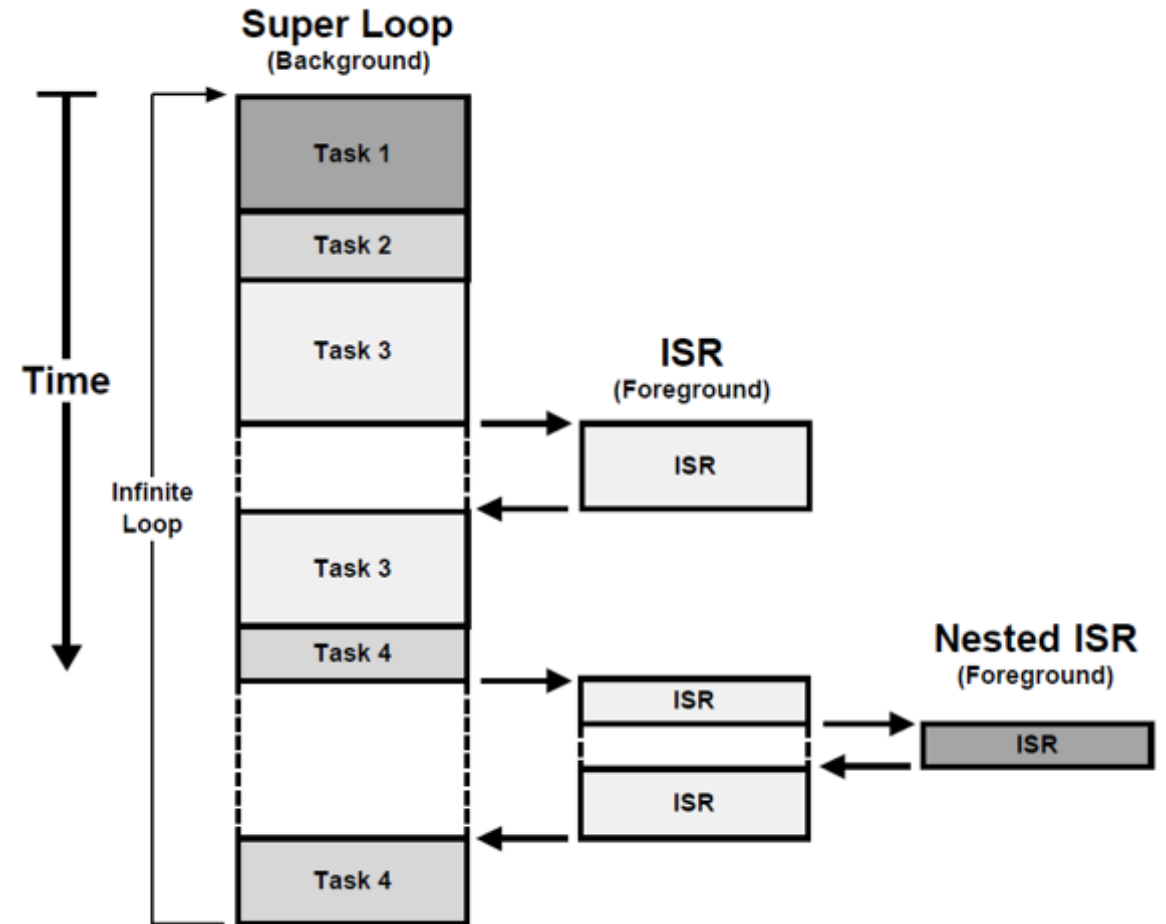 Super Loop
(Background)
Task 1
Task 2
Task 3
ISR
(Foreground)
Time
ISR
Infinite
Loop
Task 3
Task 4
Nested ISR
(Foreground)
ISR
ISR
ISR
Task 4